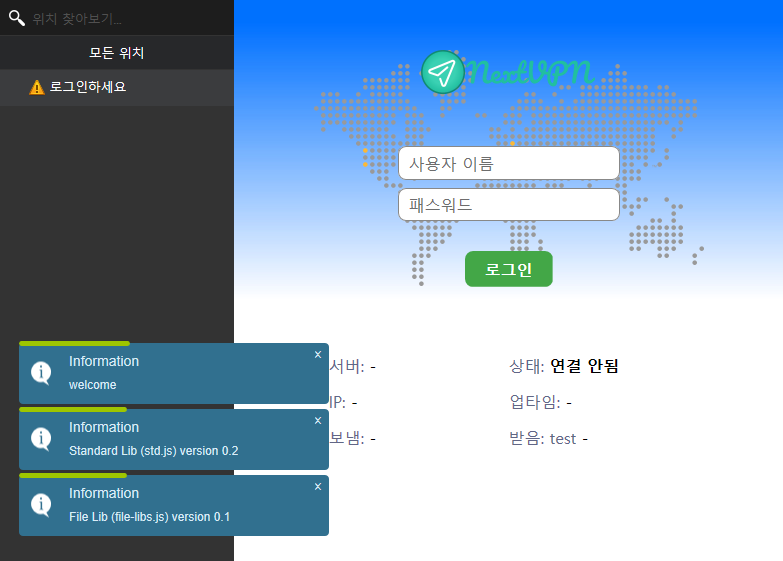 위치 찾아보기...
모든 위치
로그인하세요
NextVPN
사용자 이름
패스워드
로그인
서버: -
상태: 연결 안됨
IP: -
업타임: -
보냄: -
받음: test -
Information
x
welcome
Information
x
Standard Lib (std.js) version 0.2
Information
x
File Lib (file-libs.js) version 0.1